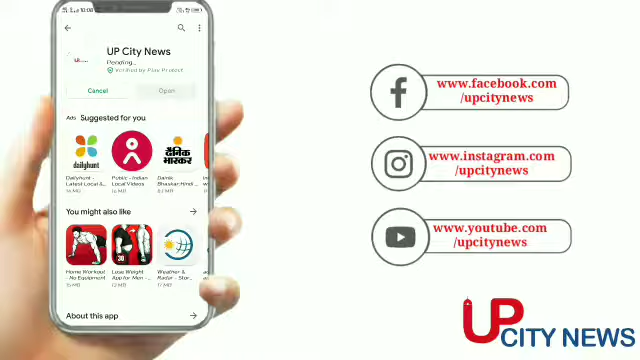 10:08
UP City News
Pending...
Verified by Play Protect
Cancel
Open
Ads Suggested for you
dailyhunt
दैनिक
भास्कर
Dailyhunt -
Latest Local &...
Public - Indian
Local Videos
Dainik
Bhaskar:Hindi ...
You might also like
30
Home Workout
- No Equipment
Lose Weight
App for Men -...
Weather &
Radar - Stor...
About this app
www.facebook.com
/upcitynews
www.instagram.com
/upcitynews
www.youtube.com
/upcitynews
UP
CITY NEWS